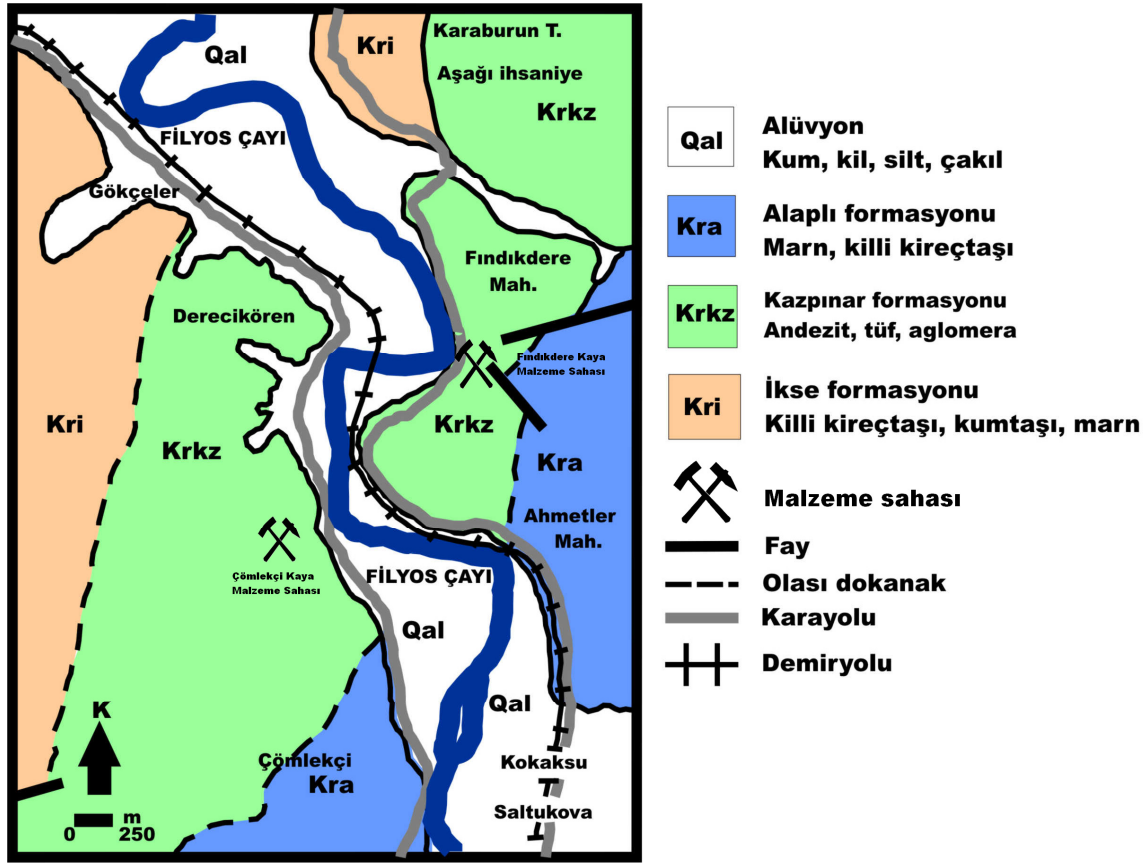 Karaburun T.
Qal
Kri
Aşağı ihsaniye
Krkz
FİLYOS ÇAYI
Gökçeler
Fındıkdere
Mah.
Derecikören
Fındıkdere Kaya
Malzeme Sahası
Kri
Krkz
Krkz
Kra
Ahmetler
Mah.
Çömlekçi Kaya
Malzeme Sahası
FİLYOS ÇAYI
Qal
Qal
K
Çömlekçi
Kra
Kokaksu
Saltukova
m
0 250
Qal
Alüvyon
Kum, kil, silt, çakıl
Kra
Alaplı formasyonu
Marn, killi kireçtaşı
Krkz
Kazpınar formasyonu
Andezit, tüf, aglomera
Kri
İkse formasyonu
Killi kireçtaşı, kumtaşı, marn
Malzeme sahası
Fay
Olası dokanak
Karayolu
Demiryolu